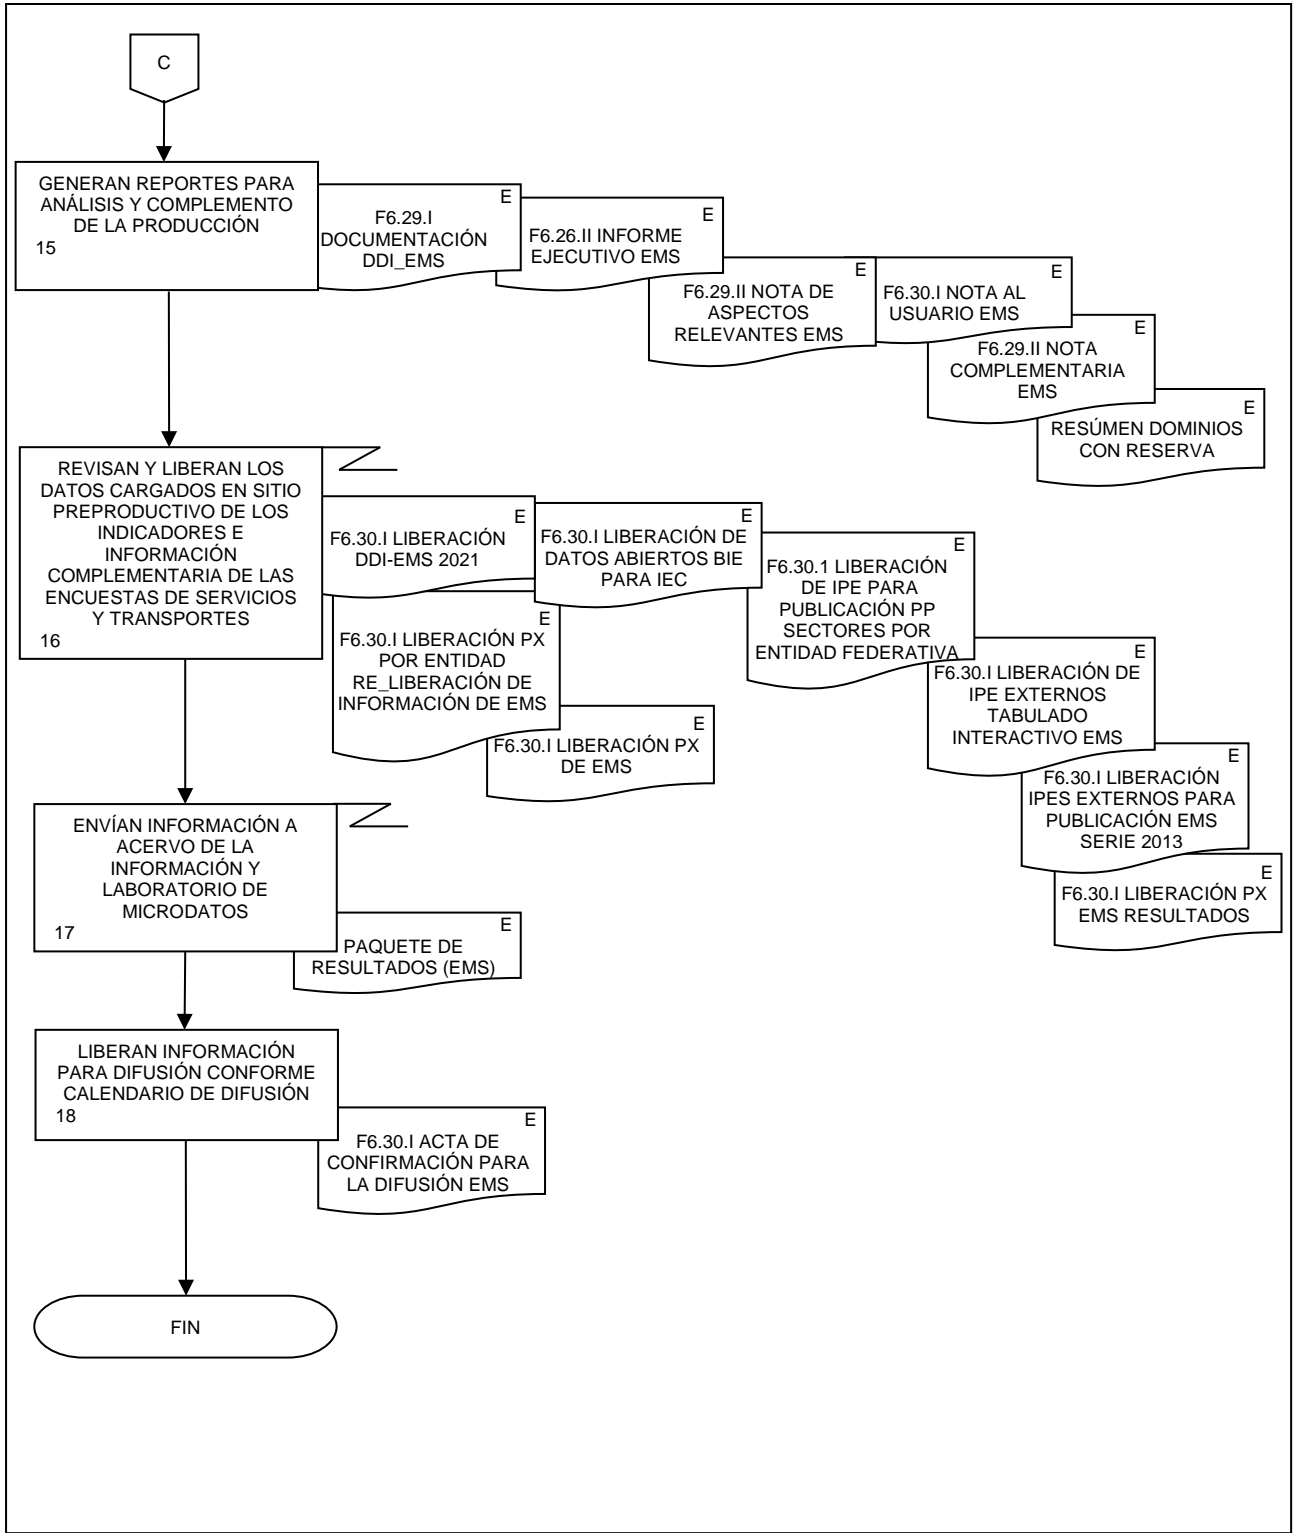 C
GENERAN REPORTES PARA
ANÁLISIS Y COMPLEMENTO
DE LA PRODUCCIÓN
15
E
F6.29.I
DOCUMENTACIÓN
DDI_EMS
E
F6.26.II INFORME
EJECUTIVO EMS
E
F6.29.II NOTA DE
ASPECTOS
RELEVANTES EMS
E
F6.30.I NOTA AL
USUARIO EMS
E
F6.29.II NOTA
COMPLEMENTARIA
EMS
E
RESÚMEN DOMINIOS
CON RESERVA
REVISAN Y LIBERAN LOS
DATOS CARGADOS EN SITIO
PREPRODUCTIVO DE LOS
INDICADORES E
INFORMACIÓN
COMPLEMENTARIA DE LAS
ENCUESTAS DE SERVICIOS
Y TRANSPORTES
16
E
F6.30.I LIBERACIÓN
DDI-EMS 2021
E
F6.30.I LIBERACIÓN DE
DATOS ABIERTOS BIE
PARA IEC
E
F6.30.1 LIBERACIÓN
DE IPE PARA
PUBLICACIÓN PP
SECTORES POR
ENTIDAD FEDERATIVA
E
F6.30.I LIBERACIÓN PX
POR ENTIDAD
RE_LIBERACIÓN DE
INFORMACIÓN DE EMS
E
F6.30.I LIBERACIÓN PX
DE EMS
E
F6.30.I LIBERACIÓN DE
IPE EXTERNOS
TABULADO
INTERACTIVO EMS
E
F6.30.I LIBERACIÓN
IPES EXTERNOS PARA
PUBLICACIÓN EMS
SERIE 2013
E
F6.30.I LIBERACIÓN PX
EMS RESULTADOS
ENVÍAN INFORMACIÓN A
ACERVO DE LA
INFORMACIÓN Y
LABORATORIO DE
MICRODATOS
17
E
PAQUETE DE
RESULTADOS (EMS)
LIBERAN INFORMACIÓN
PARA DIFUSIÓN CONFORME
CALENDARIO DE DIFUSIÓN
18
E
F6.30.I ACTA DE
CONFIRMACIÓN PARA
LA DIFUSIÓN EMS
FIN